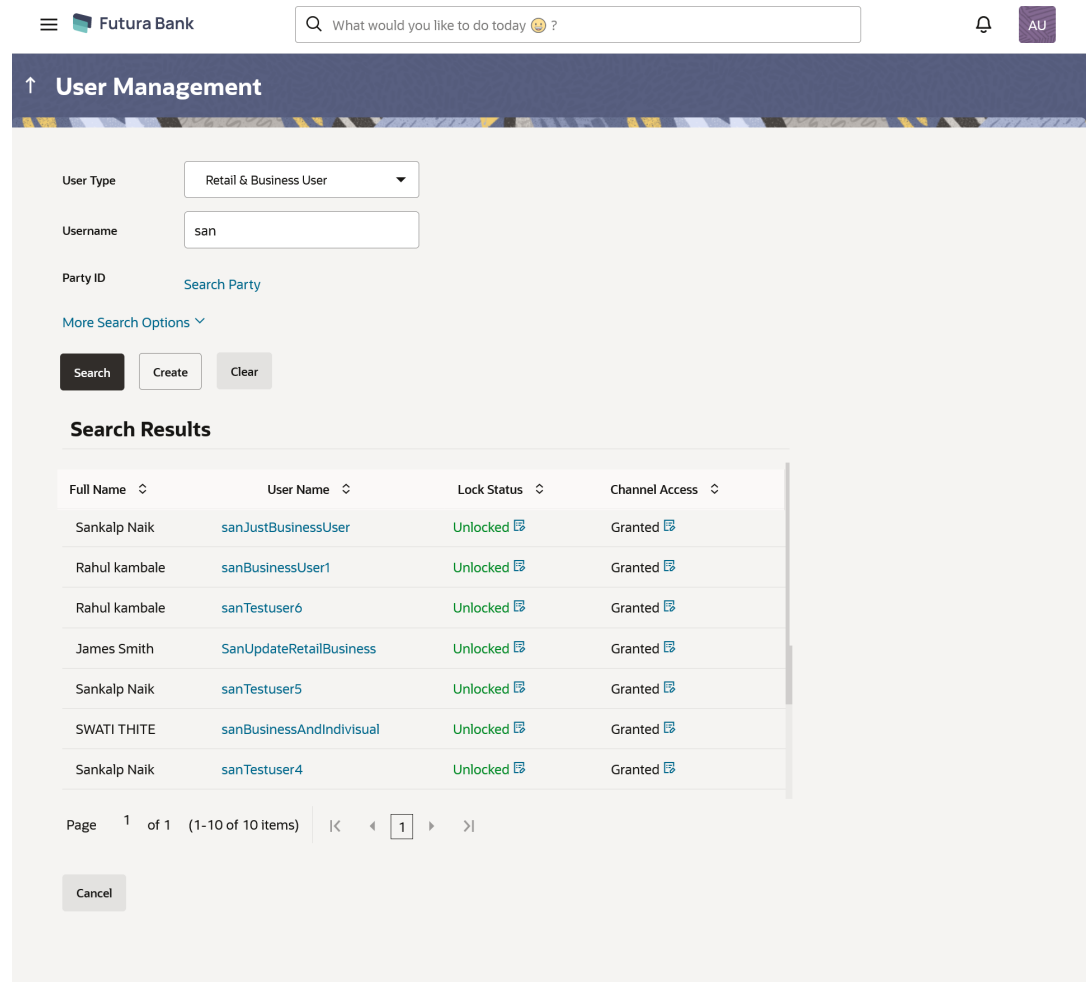 Futura Bank
What would you like to do today 😀 ?
AU
User Management
User Type Retail & Business User
Username san
Party ID Search Party
More Search Options
Search Create Clear
Search Results
Full Name User Name Lock Status Channel Access
Sankalp Naik sanJustBusinessUser Unlocked Granted
Rahul kambale sanBusinessUser1 Unlocked Granted
Rahul kambale sanTestuser6 Unlocked Granted
James Smith SanUpdateRetailBusiness Unlocked Granted
Sankalp Naik sanTestuser5 Unlocked Granted
SWATI THITE sanBusinessAndIndivisual Unlocked Granted
Sankalp Naik sanTestuser4 Unlocked Granted
Page 1 of 1 (1-10 of 10 items) 1
Cancel